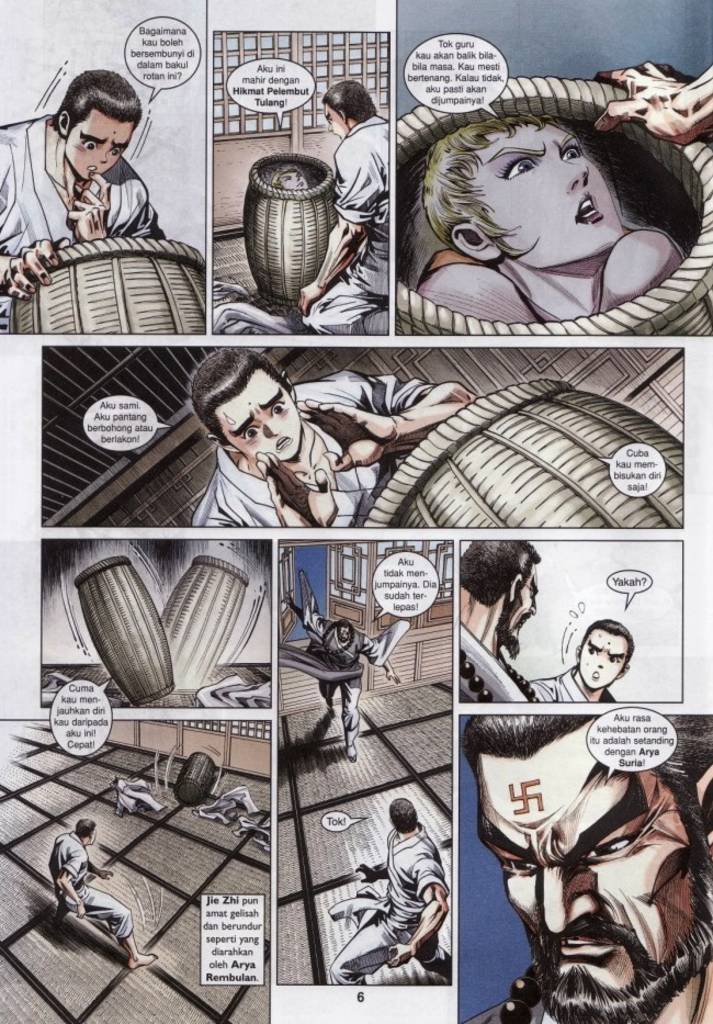 Bagaimana
kau boleh
bersembunyi di
dalam bakul
rotan ini?
Aku ini
mahir dengan
Hikmat Pelembut
Tulang!
Tok guru
kau akan balik bila-
bila masa. Kau mesti
bertenang. Kalau tidak,
aku pasti akan
dijumpainya!
Aku sami.
Aku pantang
berbohong atau
berlakon!
Cuba
kau mem-
bisukan diri
saja!
Cuma
kau men-
jauhkan diri
kau daripada
aku ini!
Cepat!
Jie Zhi pun
amat gelisah
dan berundur
seperti yang
diarahkan
oleh Arya
Rembulan.
Aku
tidak men-
jumpainya. Dia
sudah ter-
lepas!
Tok!
Yakah?
Aku rasa
kehebatan orang
itu adalah setanding
dengan Arya
Suria!
6